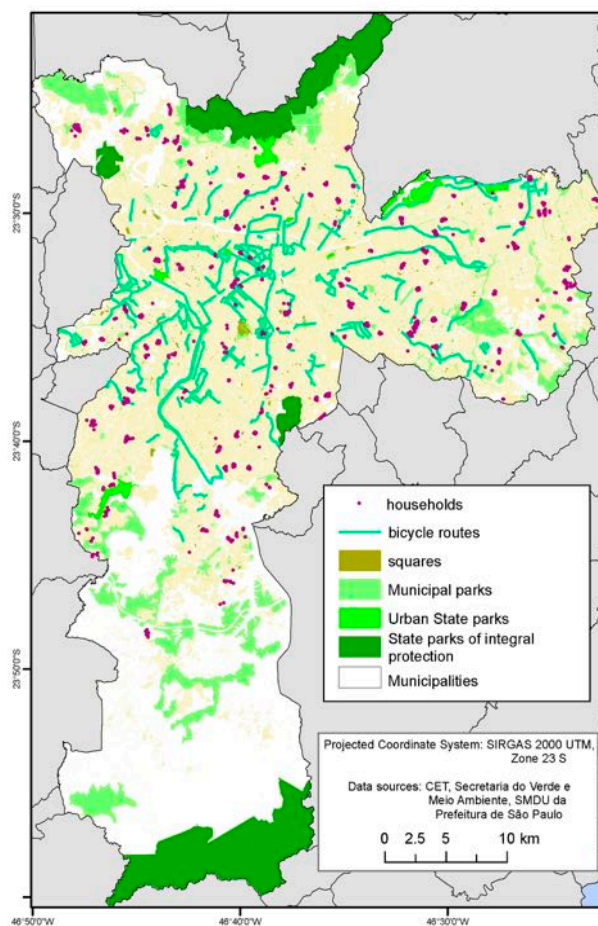 23°30'0"S
23°40'0"S
23°50'0"S
households
bicycle routes
squares
Municipal parks
Urban State parks
State parks of integral
protection
Municipalities
Projected Coordinate System: SIRGAS 2000 UTM,
Zone 23 S
Data sources: CET, Secretaria do Verde e
Meio Ambiente, SMDU da
Prefeitura de São Paulo
0 2.5 5 10 km
46°50'0"W 46°40'0"W 46°30'0"W